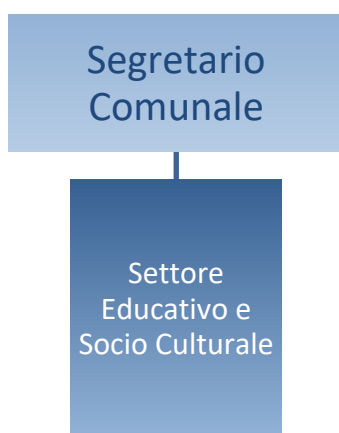 Segretario
Comunale
Settore
Educativo e
Socio Culturale